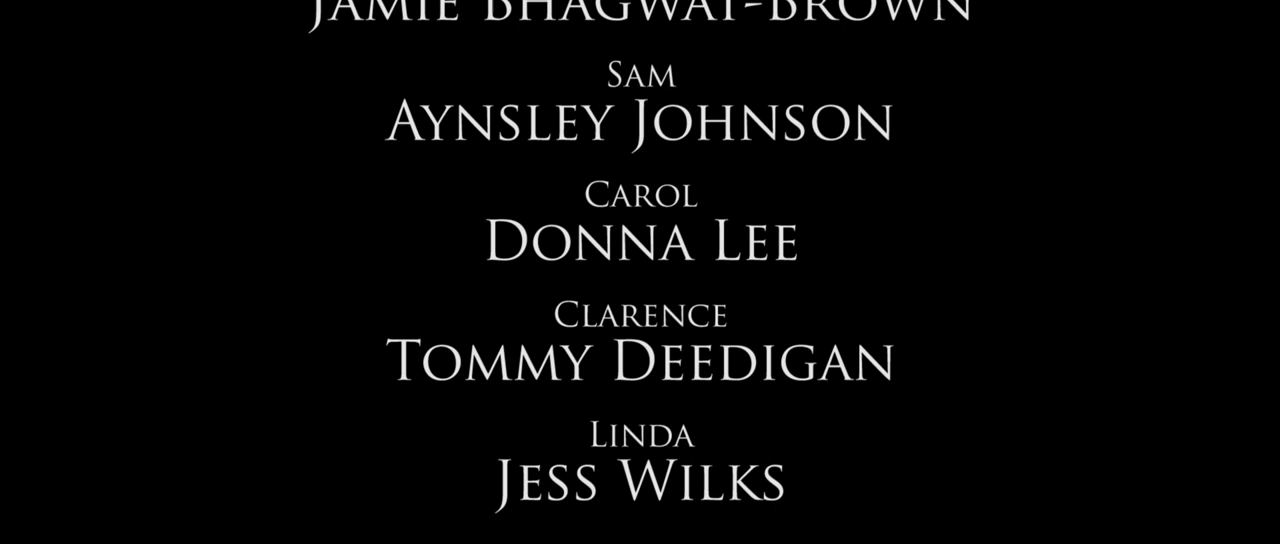 JAMIE BHAGWAT-BROWN
SAM
AYNSLEY JOHNSON
CAROL
DONNA LEE
CLARENCE
TOMMY DEEDIGAN
LINDA
JESS WILKS